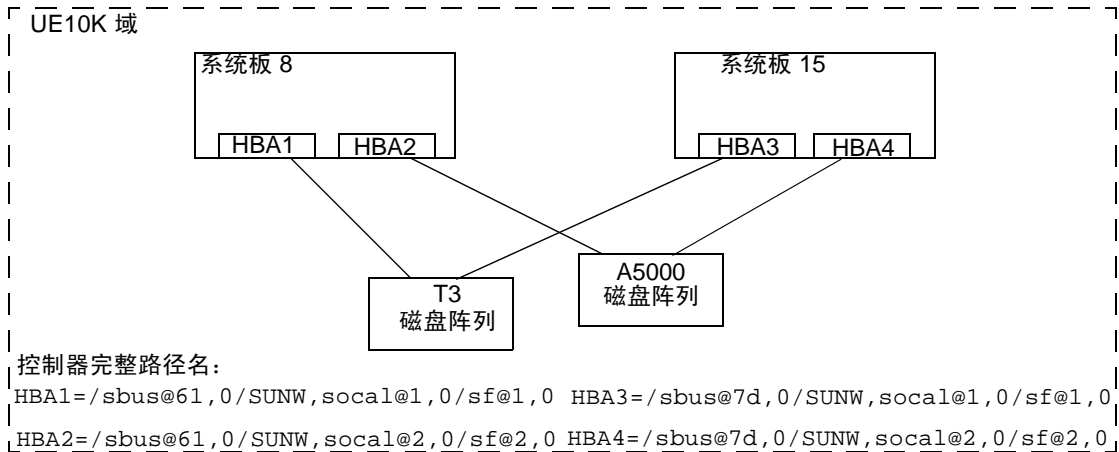 UE10K 域
系统板 8
系统板 15
HBA1
HBA2
HBA3
HBA4
T3
磁盘阵列
A5000
磁盘阵列
控制器完整路径名：
HBA1=/sbus@61,0/SUNW,socal@1,0/sf@1,0 HBA3=/sbus@7d,0/SUNW,socal@1,0/sf@1,0
HBA2=/sbus@61,0/SUNW,socal@2,0/sf@2,0 HBA4=/sbus@7d,0/SUNW,socal@2,0/sf@2,0